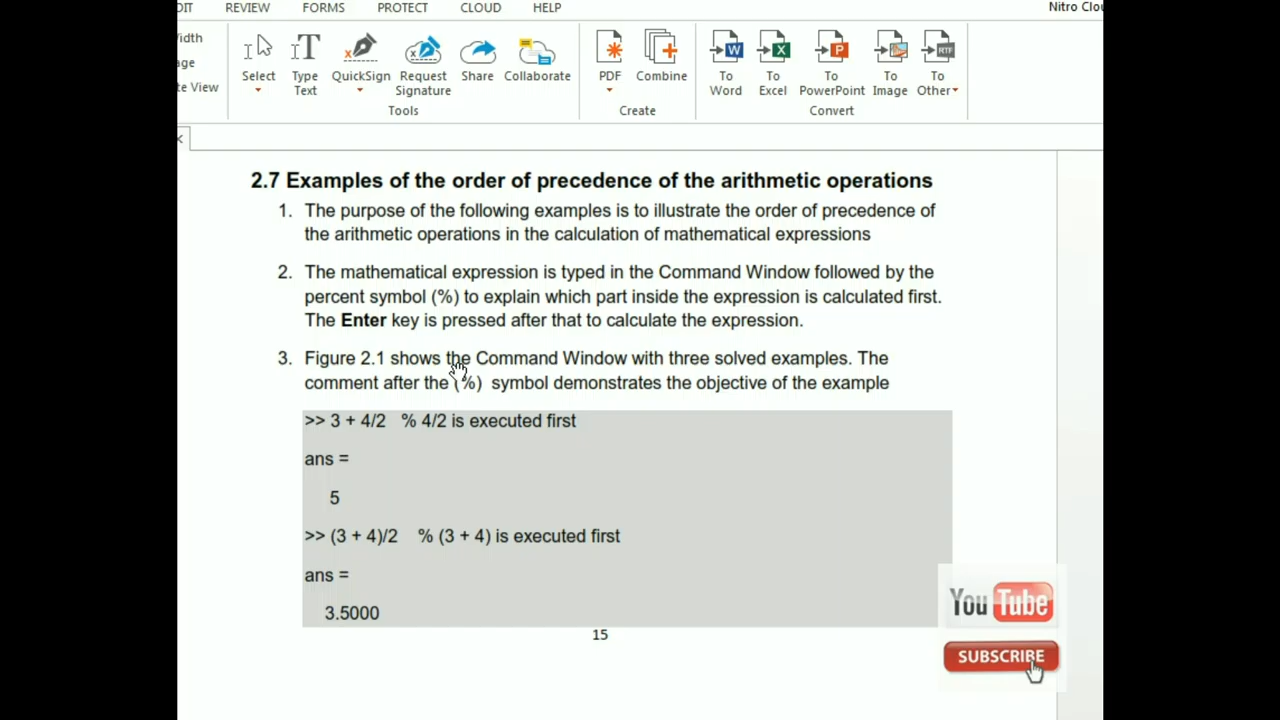 DIT REVIEW FORMS PROTECT CLOUD HELP Nitro Clou
idth
age
te View
Select Type Text QuickSign Request Signature Share Collaborate PDF Combine To Word To Excel To PowerPoint To Image To Other
Tools Create Convert
2.7 Examples of the order of precedence of the arithmetic operations
1. The purpose of the following examples is to illustrate the order of precedence of
the arithmetic operations in the calculation of mathematical expressions
2. The mathematical expression is typed in the Command Window followed by the
percent symbol (%) to explain which part inside the expression is calculated first.
The Enter key is pressed after that to calculate the expression.
3. Figure 2.1 shows the Command Window with three solved examples. The
comment after the (%) symbol demonstrates the objective of the example
>> 3 + 4/2 % 4/2 is executed first
ans =
5
>> (3 + 4)/2 % (3 + 4) is executed first
ans =
3.5000
15
You Tube
SUBSCRIBE